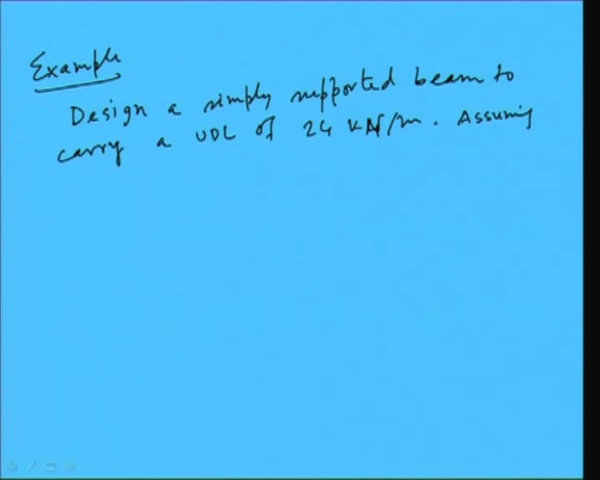 Example
Design a simply supported beam to
carry a UDL of 24 kN/m. Assuming